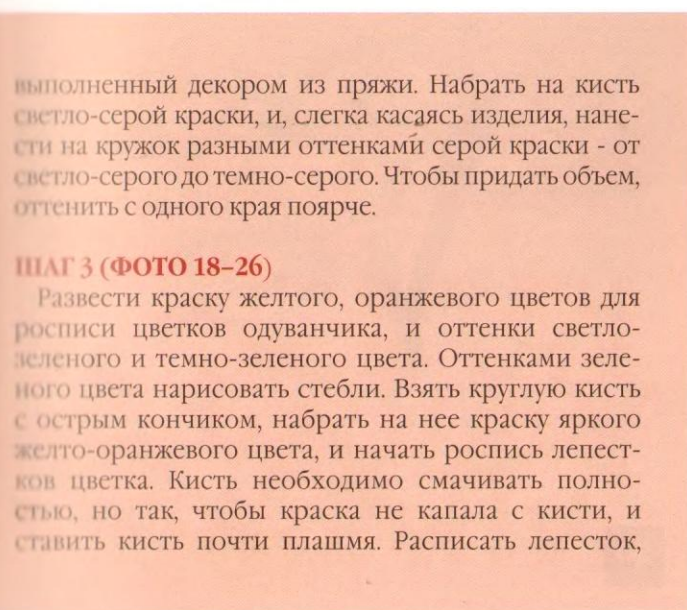 выполненный декором из пряжи. Набрать на кисть
светло-серой краски, и, слегка касаясь изделия, нане-
сти на кружок разными оттенками серой краски - от
светло-серого до темно-серого. Чтобы придать объем,
оттенить с одного края поярче.
ШАГ 3 (ФОТО 18–26)
Развести краску желтого, оранжевого цветов для
росписи цветков одуванчика, и оттенки светло-
зеленого и темно-зеленого цвета. Оттенками зеле-
ного цвета нарисовать стебли. Взять круглую кисть
с острым кончиком, набрать на нее краску яркого
желто-оранжевого цвета, и начать роспись лепест-
ков цветка. Кисть необходимо смачивать полно-
стью, но так, чтобы краска не капала с кисти, и
ставить кисть почти плашмя. Расписать лепесток,